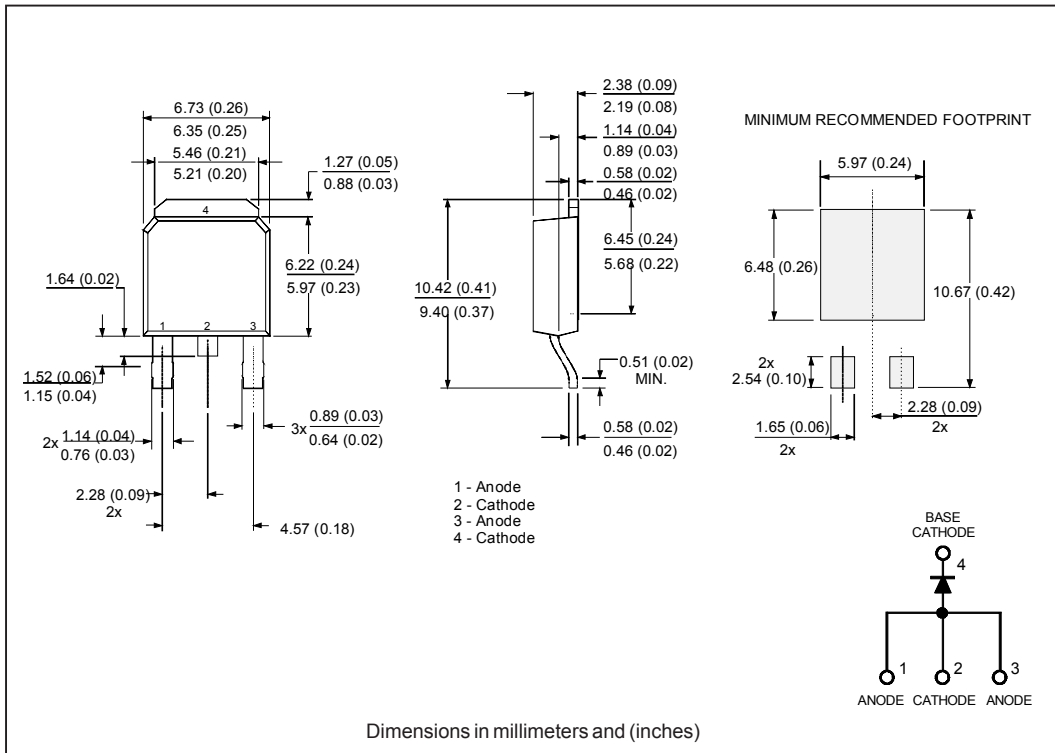 6.73 (0.26)
6.35 (0.25)
5.46 (0.21)
5.21 (0.20)
1.27 (0.05)
0.88 (0.03)
4
6.22 (0.24)
5.97 (0.23)
1.64 (0.02)
1 2 3
1.52 (0.06)
1.15 (0.04)
2x 1.14 (0.04)
0.76 (0.03)
3x 0.89 (0.03)
0.64 (0.02)
2.28 (0.09)
2x
4.57 (0.18)
2.38 (0.09)
2.19 (0.08)
1.14 (0.04)
0.89 (0.03)
0.58 (0.02)
0.46 (0.02)
6.45 (0.24)
5.68 (0.22)
10.42 (0.41)
9.40 (0.37)
0.51 (0.02)
MIN.
0.58 (0.02)
0.46 (0.02)
1 - Anode
2 - Cathode
3 - Anode
4 - Cathode
MINIMUM RECOMMENDED FOOTPRINT
5.97 (0.24)
6.48 (0.26)
10.67 (0.42)
2x
2.54 (0.10)
2.28 (0.09)
2x
1.65 (0.06)
2x
BASE
CATHODE
4
1 2 3
ANODE CATHODE ANODE
Dimensions in millimeters and (inches)